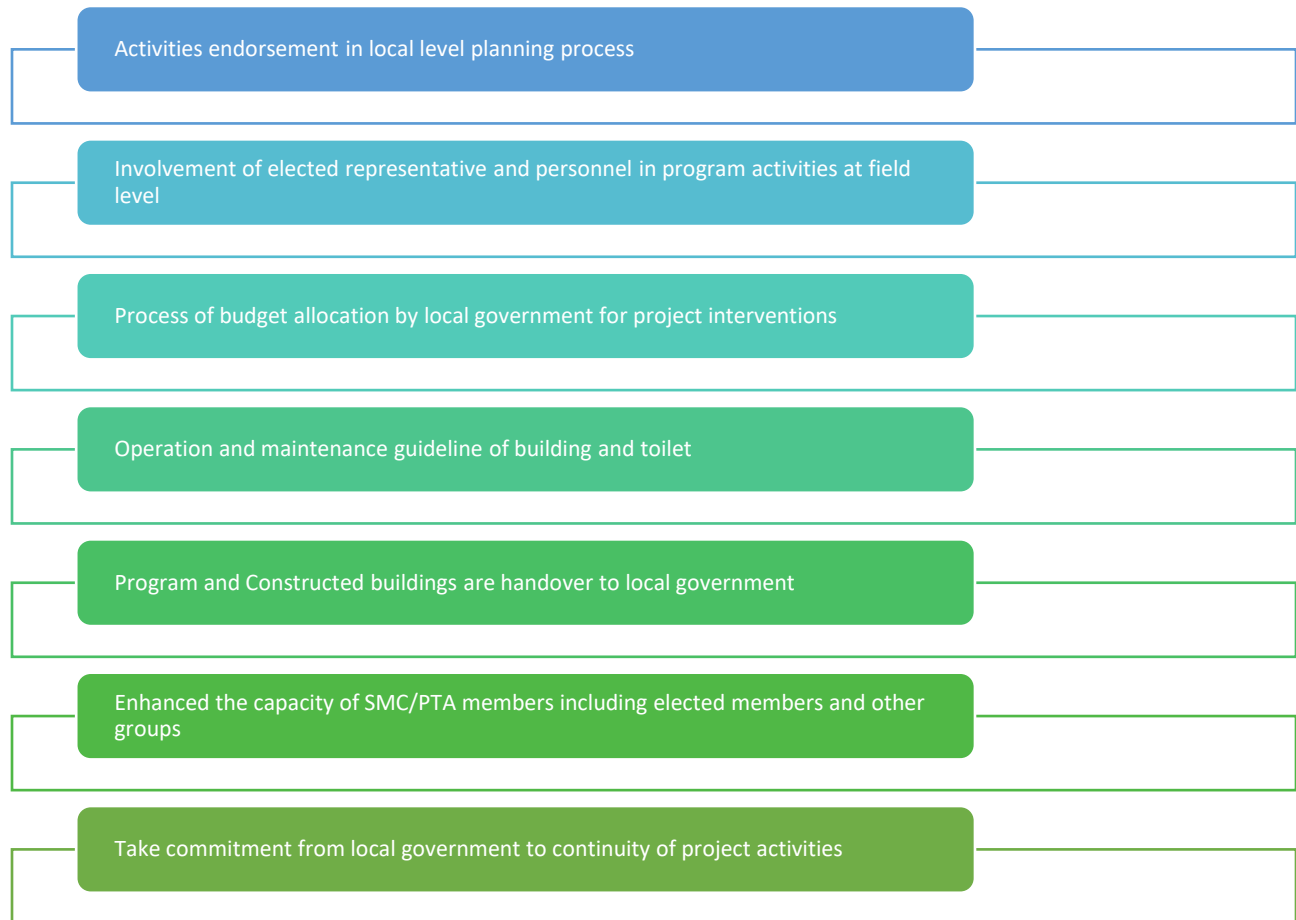 Activities endorsement in local level planning process
Involvement of elected representative and personnel in program activities at field
level
Process of budget allocation by local government for project interventions
Operation and maintenance guideline of building and toilet
Program and Constructed buildings are handover to local government
Enhanced the capacity of SMC/PTA members including elected members and other
groups
Take commitment from local government to continuity of project activities